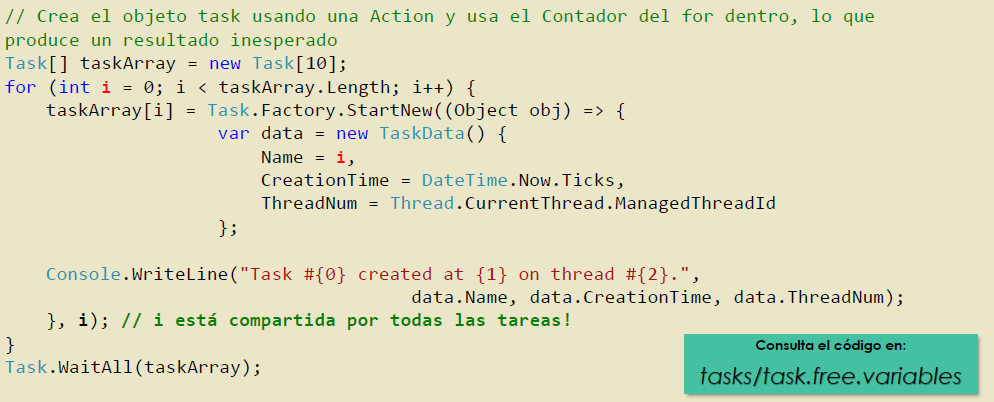 // Crea el objeto task usando una Action y usa el Contador del for dentro, lo que
produce un resultado inesperado
Task[] taskArray = new Task[10];
for (int i = 0; i < taskArray.Length; i++) {
    taskArray[i] = Task.Factory.StartNew((Object obj) => {
                    var data = new TaskData() {
                        Name = i,
                        CreationTime = DateTime.Now.Ticks,
                        ThreadNum = Thread.CurrentThread.ManagedThreadId
                    };
    Console.WriteLine("Task #{0} created at {1} on thread #{2}.",
                                      data.Name, data.CreationTime, data.ThreadNum);
    }, i); // i está compartida por todas las tareas!
}
Task.WaitAll(taskArray);
Consulta el código en:
tasks/task.free.variables